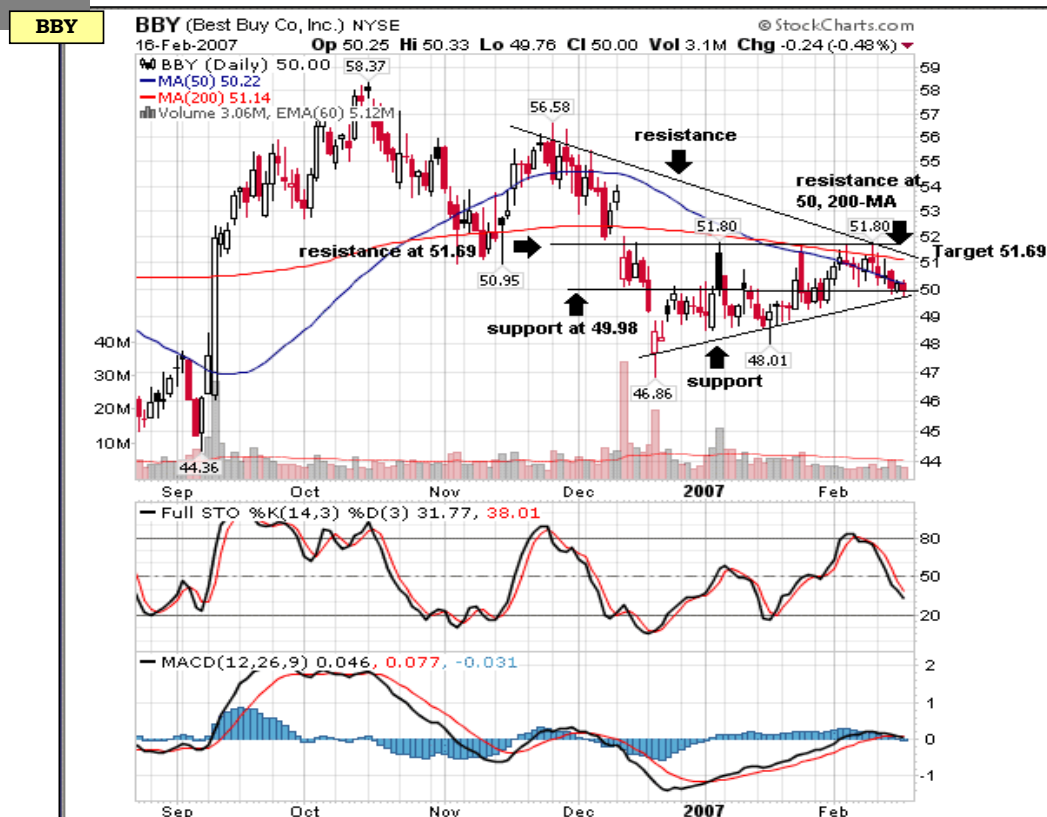 BBY
BBY (Best Buy Co, Inc.) NYSE
© StockCharts.com
16-Feb-2007
Op 50.25 Hi 50.33 Lo 49.76 Cl 50.00 Vol 3.1M Chg -0.24 (-0.48%)
BBY (Daily) 50.00
MA(50) 50.22
MA(200) 51.14
Volume 3.06M, EMA(60) 5.12M
58.37
56.58
resistance
resistance at
50, 200-MA
51.80
51.80
resistance at 51.69
Target 51.69
50.95
support at 49.98
48.01
support
46.86
44.36
59
58
57
56
55
54
53
52
51
50
49
48
47
46
45
44
40M
30M
20M
10M
Sep Oct Nov Dec 2007 Feb
Full STO %K(14,3) %D(3) 31.77, 38.01
80
50
20
MACD(12,26,9) 0.046, 0.077, -0.031
2
1
0
-1
Sep Oct Nov Dec 2007 Feb